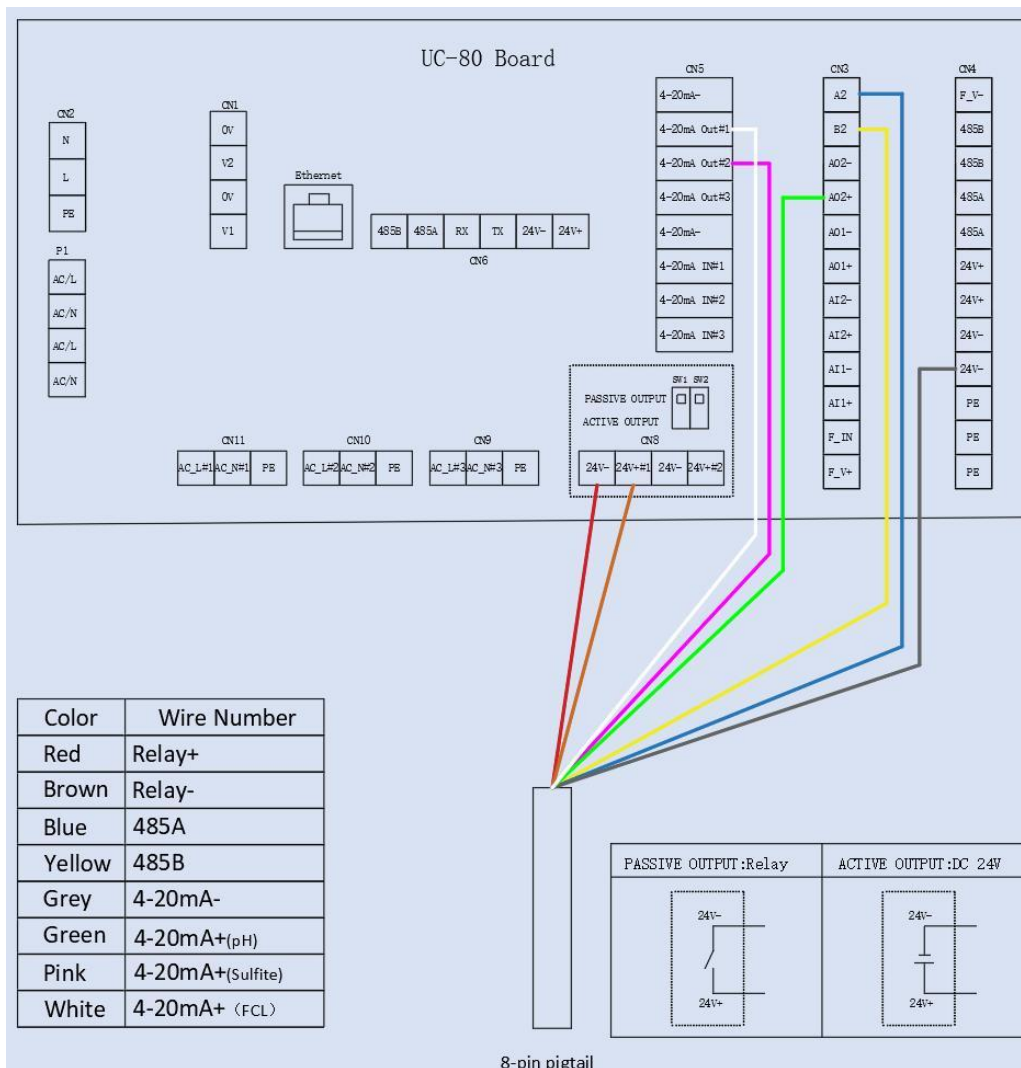 UC-80 Board
CN2
N
L
PE
P1
AC/L
AC/N
AC/L
AC/N
CN1
0V
V2
0V
V1
Ethernet
485B 485A RX TX 24V- 24V+
CN6
CN5
4-20mA-
4-20mA Out#1
4-20mA Out#2
4-20mA Out#3
4-20mA-
4-20mA IN#1
4-20mA IN#2
4-20mA IN#3
CN3
A2
B2
AO2-
AO2+
AO1-
AO1+
AI2-
AI2+
AI1-
AI1+
F_IN
F_V+
CN4
F_V-
485B
485B
485A
485A
24V+
24V+
24V-
24V-
PE
PE
PE
SW1 SW2
PASSIVE OUTPUT
ACTIVE OUTPUT
CN8
24V- 24V+#1 24V- 24V+#2
CN11
AC_L#1 AC_N#1 PE
CN10
AC_L#2 AC_N#2 PE
CN9
AC_L#3 AC_N#3 PE
Color Wire Number
Red Relay+
Brown Relay-
Blue 485A
Yellow 485B
Grey 4-20mA-
Green 4-20mA+(pH)
Pink 4-20mA+(Sulfite)
White 4-20mA+（FCL）
PASSIVE OUTPUT:Relay
24V-
24V+
ACTIVE OUTPUT:DC 24V
24V-
24V+
8-pin pigtail